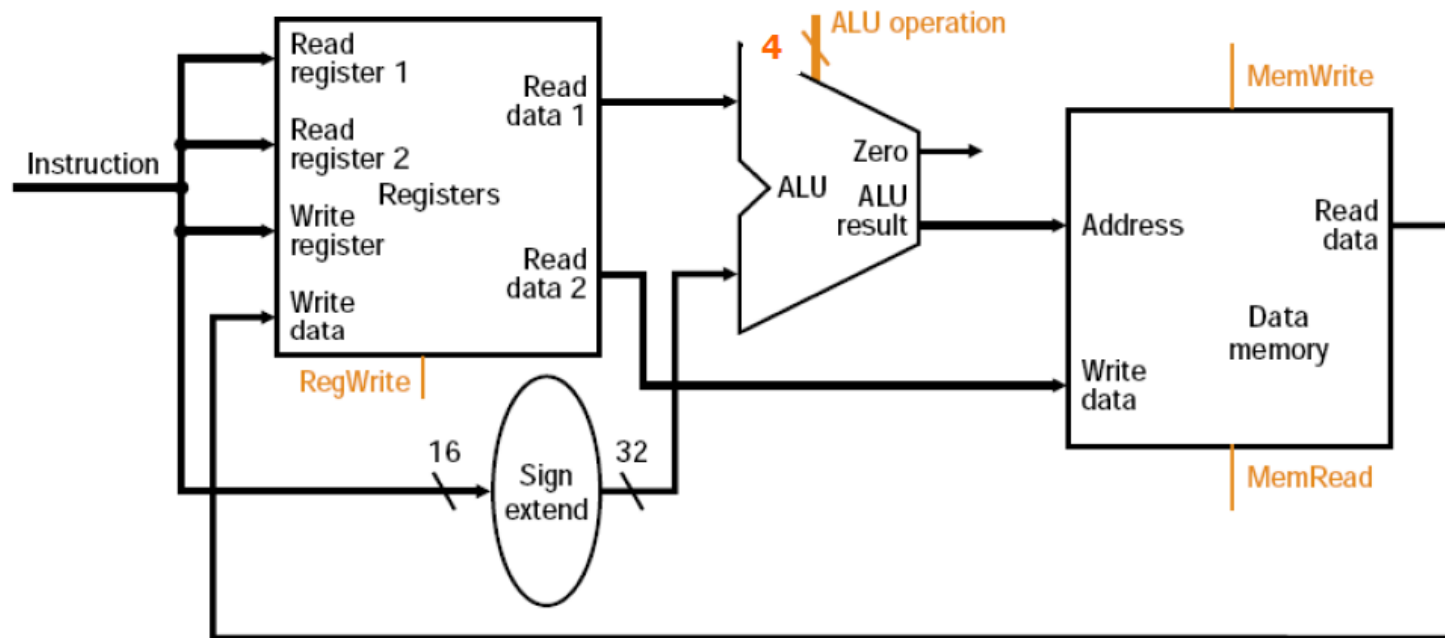 Instruction
Read
register 1
Read
register 2
Registers
Write
register
Write
data
Read
data 1
Read
data 2
RegWrite
16
Sign
extend
32
4
ALU operation
Zero
ALU
ALU
result
MemWrite
Address
Read
data
Data
memory
Write
data
MemRead